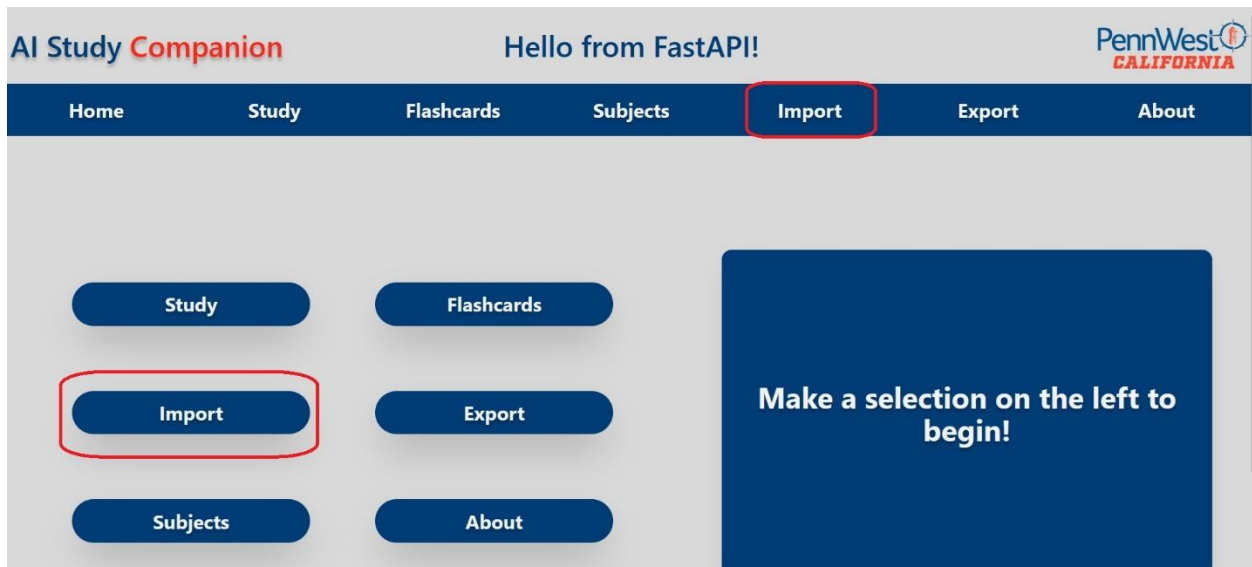 AI Study Companion
Hello from FastAPI!
PennWest
CALIFORNIA
Home Study Flashcards Subjects Import Export About
Study Flashcards
Import Export
Subjects About
Make a selection on the left to
begin!